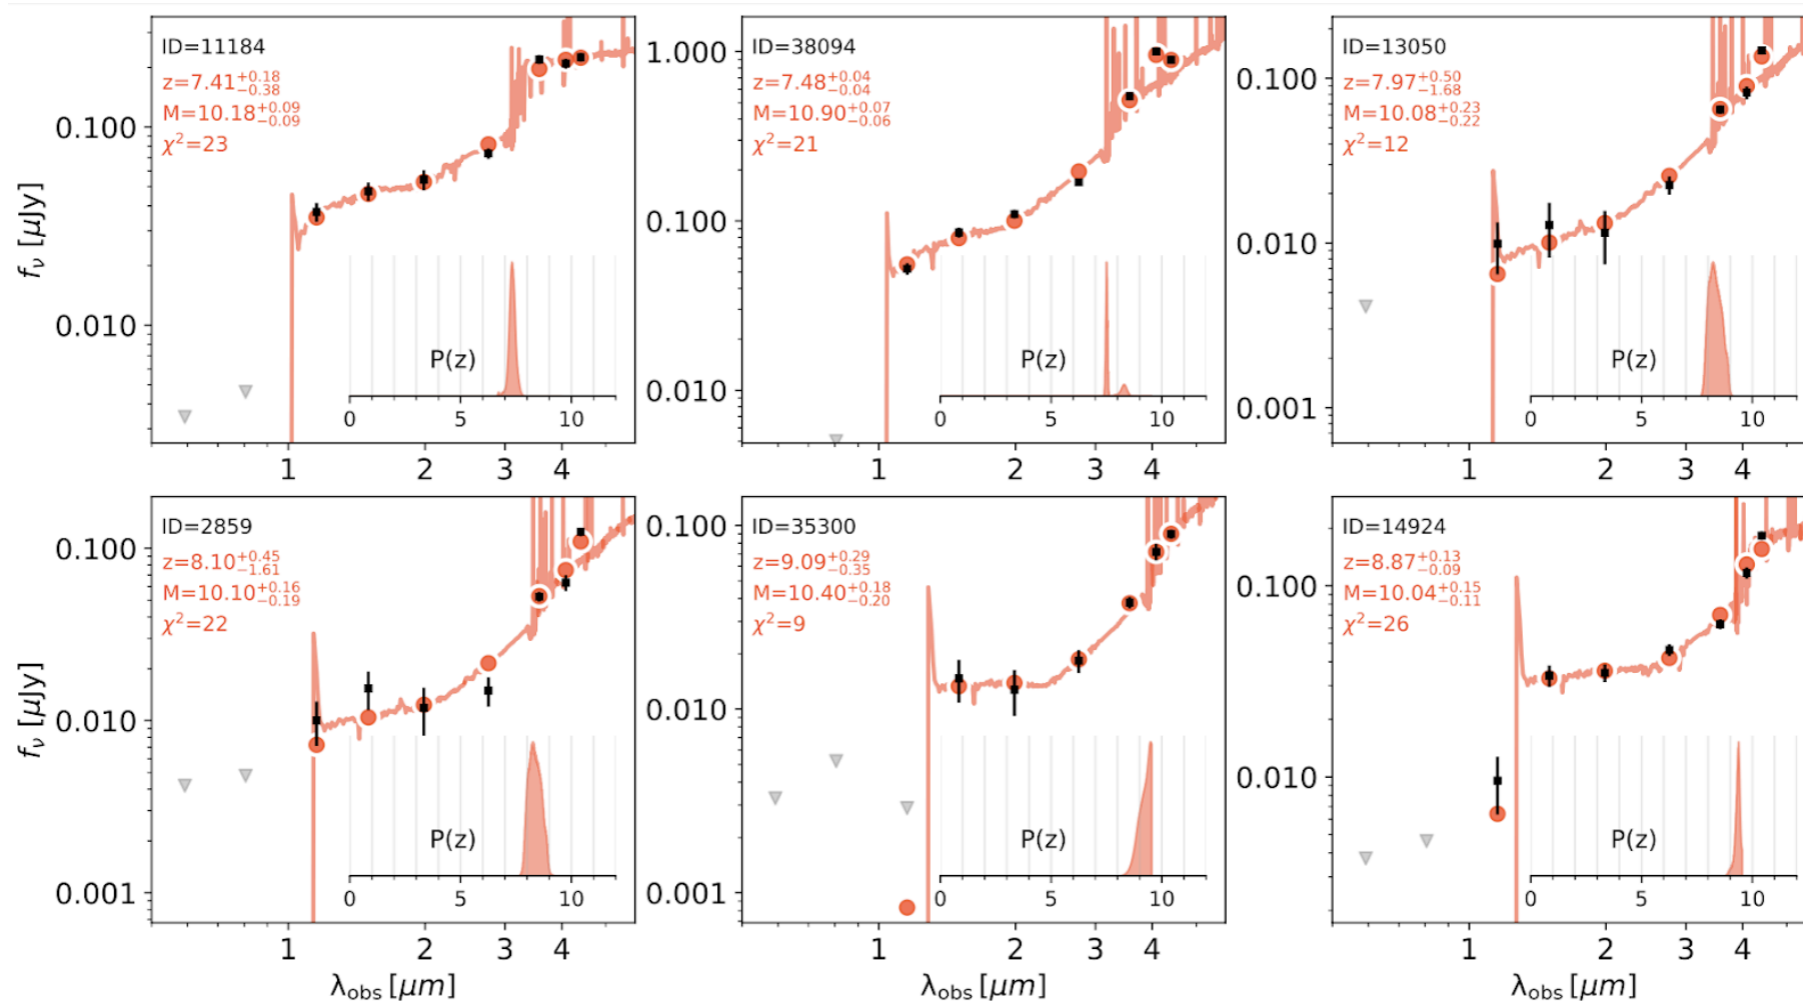 ID=11184
z=7.41+0.18 −0.38
M=10.18+0.09 −0.09
χ²=23
P(z)
0 5 10
0.100
0.010
fν [μJy]
1 2 3 4
ID=38094
z=7.48+0.04 −0.04
M=10.90+0.07 −0.06
χ²=21
P(z)
0 5 10
1.000
0.100
0.010
1 2 3 4
ID=13050
z=7.97+0.50 −1.68
M=10.08+0.23 −0.22
χ²=12
P(z)
0 5 10
0.100
0.010
0.001
1 2 3 4
ID=2859
z=8.10+0.45 −1.61
M=10.10+0.16 −0.19
χ²=22
P(z)
0 5 10
0.100
0.010
0.001
fν [μJy]
1 2 3 4
λobs [μm]
ID=35300
z=9.09+0.29 −0.35
M=10.40+0.18 −0.20
χ²=9
P(z)
0 5 10
0.100
0.010
0.001
1 2 3 4
λobs [μm]
ID=14924
z=8.87+0.13 −0.09
M=10.04+0.15 −0.11
χ²=26
P(z)
0 5 10
0.100
0.010
1 2 3 4
λobs [μm]